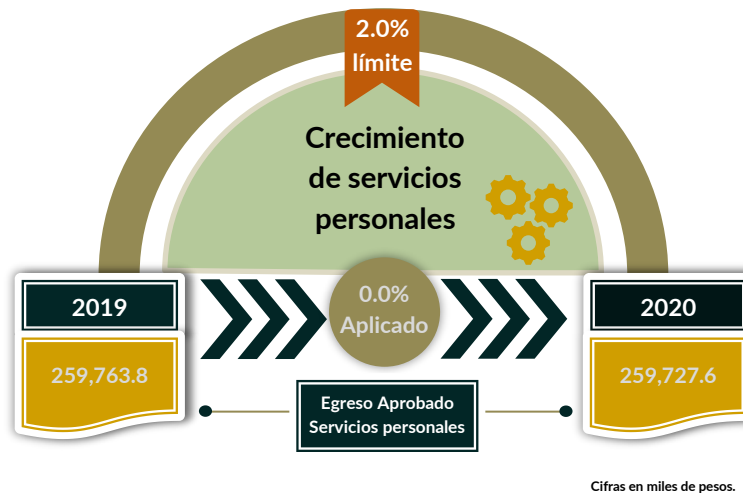 2.0%
límite
Crecimiento
de servicios
personales
2019
0.0%
Aplicado
2020
259,763.8
259,727.6
Egreso Aprobado
Servicios personales
Cifras en miles de pesos.